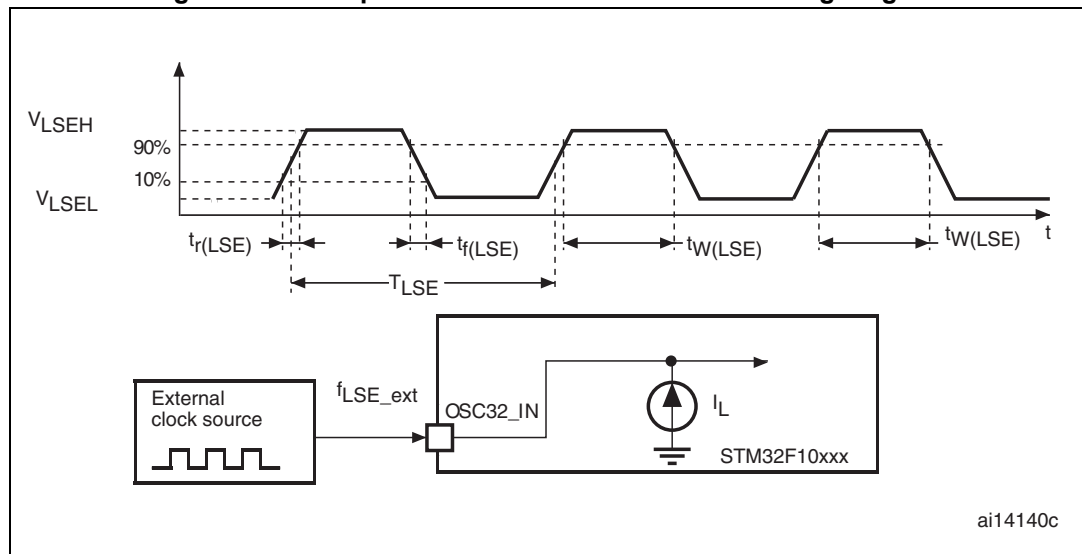 V_LSEH
90%
10%
V_LSEL
t_r(LSE)
t_f(LSE)
t_W(LSE)
t_W(LSE)
t
T_LSE
External
clock source
f_LSE_ext
OSC32_IN
I_L
STM32F10xxx
ai14140c